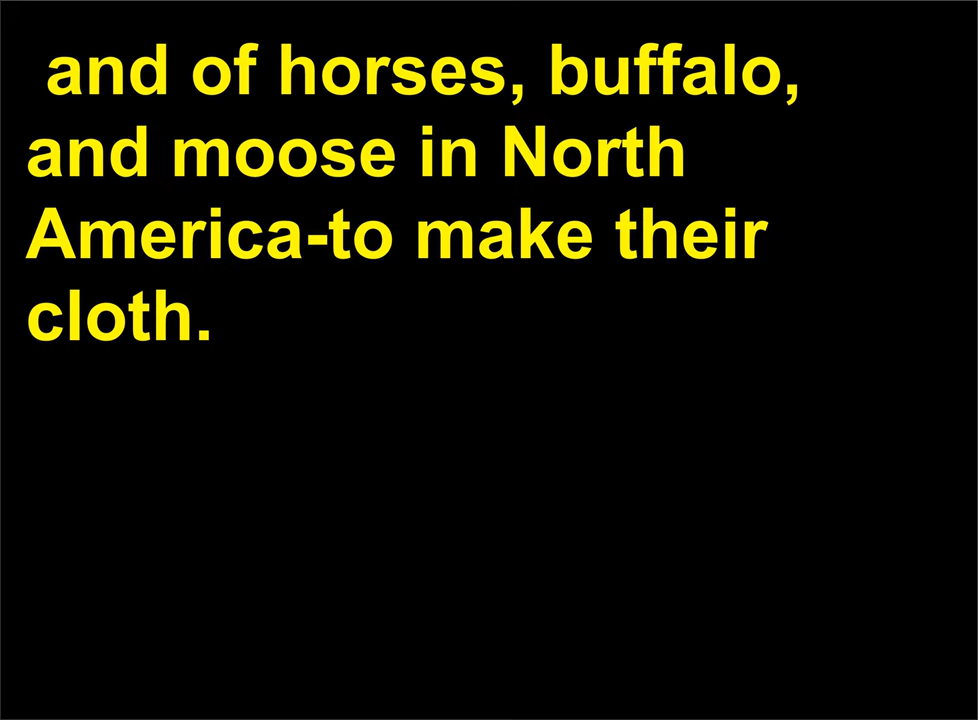 and of horses, buffalo,
and moose in North
America-to make their
cloth.